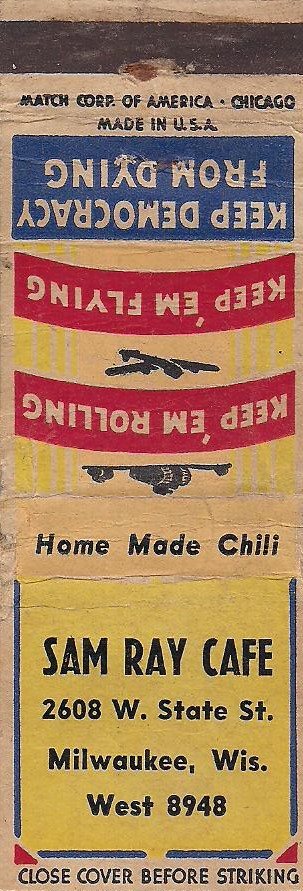 MATCH CORP. OF AMERICA · CHICAGO
MADE IN U.S.A.
KEEP DEMOCRACY
FROM DYING
KEEP 'EM FLYING
KEEP 'EM ROLLING
Home Made Chili
SAM RAY CAFE
2608 W. State St.
Milwaukee, Wis.
West 8948
CLOSE COVER BEFORE STRIKING